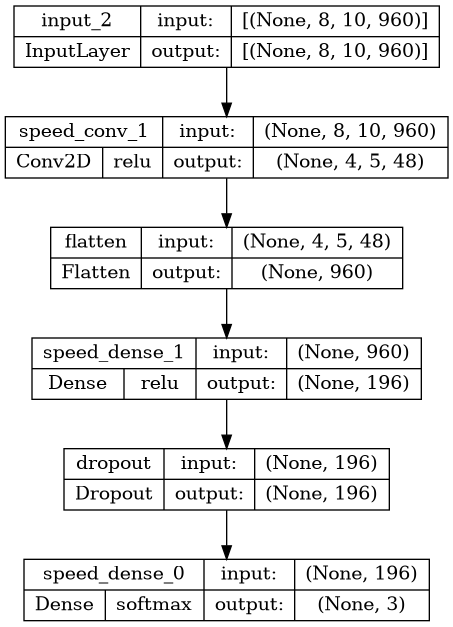 input_2 input: [(None, 8, 10, 960)]
InputLayer output: [(None, 8, 10, 960)]
speed_conv_1 input: (None, 8, 10, 960)
Conv2D relu output: (None, 4, 5, 48)
flatten input: (None, 4, 5, 48)
Flatten output: (None, 960)
speed_dense_1 input: (None, 960)
Dense relu output: (None, 196)
dropout input: (None, 196)
Dropout output: (None, 196)
speed_dense_0 input: (None, 196)
Dense softmax output: (None, 3)